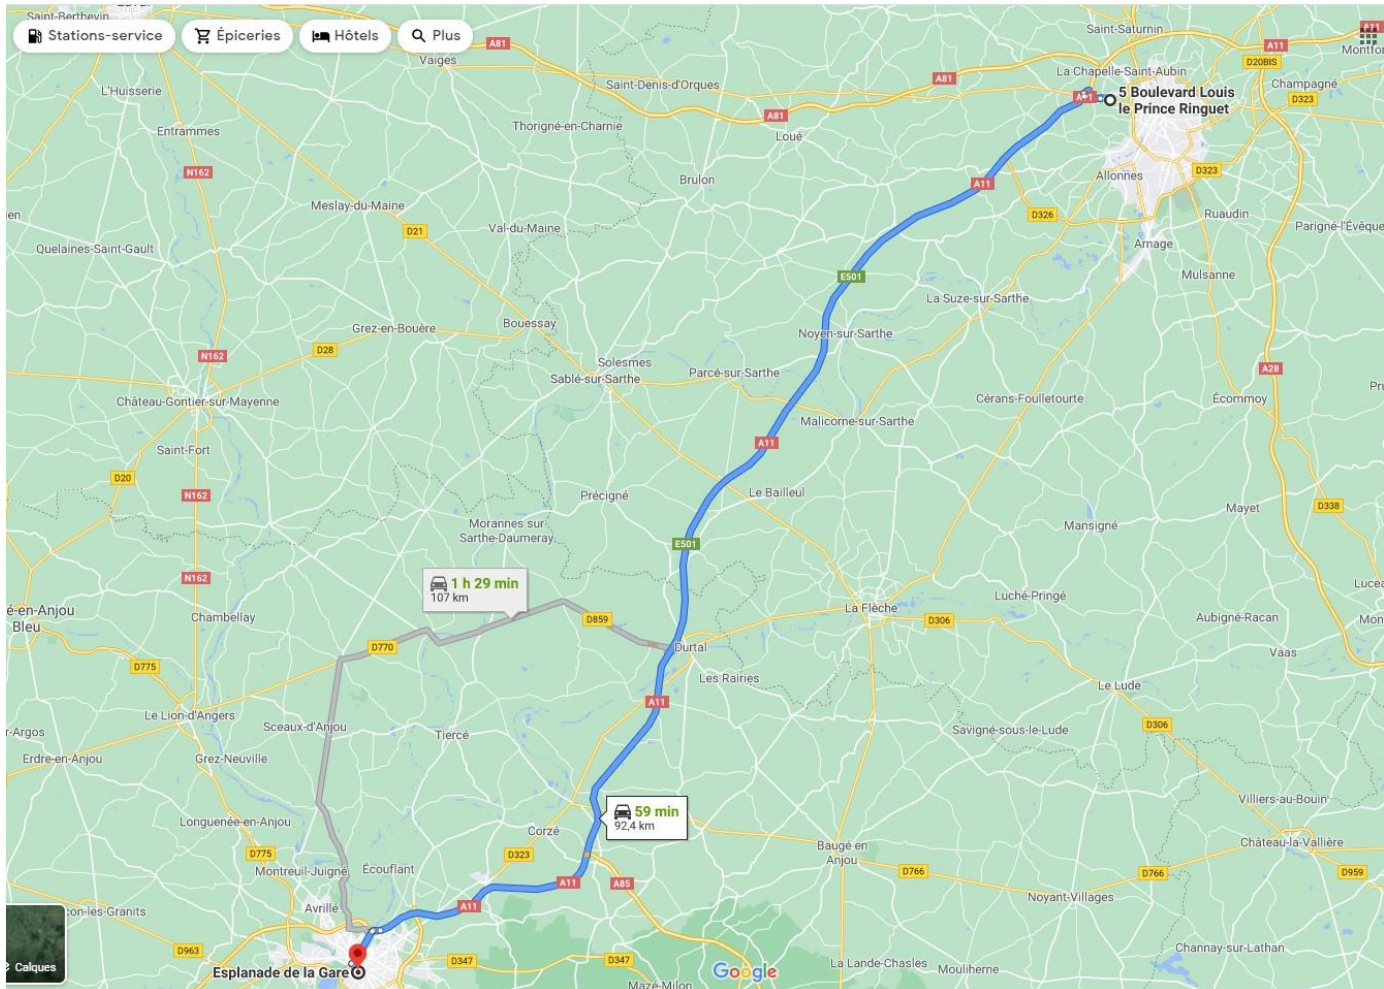 Saint-Berthevin
Stations-service
Épiceries
Hôtels
Plus
A81
Vaiges
Saint-Saturnin
A11
A11
Montfor
D20BIS
L'Huisserie
Saint-Denis-d'Orques
A81
La Chapelle-Saint-Aubin
Champagné
5 Boulevard Louis
le Prince Ringuet
D323
A81
Loué
Entrammes
Thorigné-en-Charnie
N162
Brulon
A11
Allonnes
D323
Meslay-du-Maine
en
D21
Val-du-Maine
D326
Ruaudin
Parigné-l'Évêque
Quelaines-Saint-Gault
Arnage
E501
Mulsanne
La Suze-sur-Sarthe
Grez-en-Bouère
Bouessay
Noyen-sur-Sarthe
N162
D28
Solesmes
Sablé-sur-Sarthe
Parcé-sur-Sarthe
A28
Pru
Château-Gontier-sur-Mayenne
Cérans-Foulletourte
Écommoy
Malicorne-sur-Sarthe
Saint-Fort
A11
D20
N162
Précigné
Le Bailleul
D338
Mayet
Morannes sur
Sarthe-Daumeray
Mansigné
E501
N162
1 h 29 min
107 km
Lucea
é-en-Anjou
Bleu
Chambellay
D859
La Flèche
Luché-Pringé
D306
Aubigné-Racan
Mon
D770
Durtal
D775
Vaas
Les Rairies
Le Lude
A11
Le Lion-d'Angers
Sceaux-d'Anjou
r-Argos
Tiercé
Savigné-sous-le-Lude
D306
Erdre-en-Anjou
Grez-Neuville
59 min
92,4 km
Villiers-au-Bouin
Longuenée-en-Anjou
Corzé
Château-la-Vallière
D775
D323
Baugé en
Anjou
Montreuil-Juigné
Écouflant
A11
A85
D766
D766
D959
Noyant-Villages
con-les-Granits
Avrillé
A11
D963
D347
D347
Channay-sur-Lathan
Calques
Esplanade de la Gare
Google
La Lande-Chasles
Mouliherne
Mazé-Milon